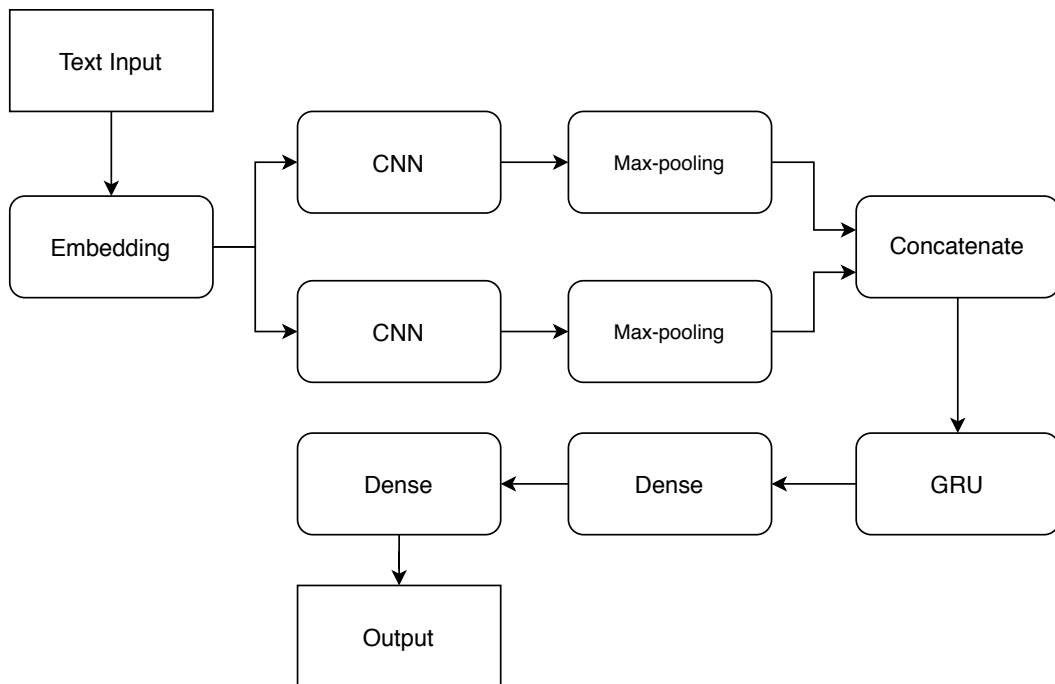 Text Input
Embedding
CNN
Max-pooling
CNN
Max-pooling
Concatenate
GRU
Dense
Dense
Output